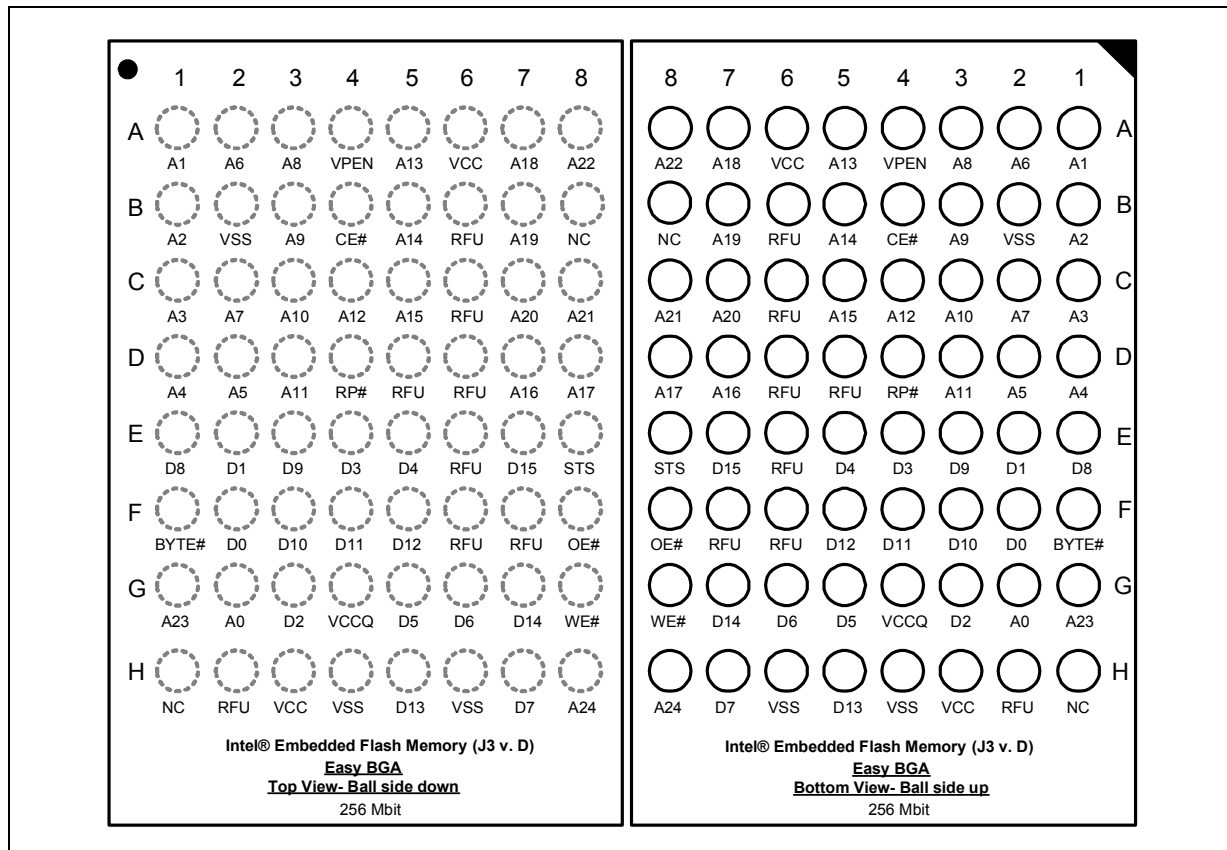 1 2 3 4 5 6 7 8
A
A1 A6 A8 VPEN A13 VCC A18 A22
B
A2 VSS A9 CE# A14 RFU A19 NC
C
A3 A7 A10 A12 A15 RFU A20 A21
D
A4 A5 A11 RP# RFU RFU A16 A17
E
D8 D1 D9 D3 D4 RFU D15 STS
F
BYTE# D0 D10 D11 D12 RFU RFU OE#
G
A23 A0 D2 VCCQ D5 D6 D14 WE#
H
NC RFU VCC VSS D13 VSS D7 A24
Intel® Embedded Flash Memory (J3 v. D)
Easy BGA
Top View- Ball side down
256 Mbit
8 7 6 5 4 3 2 1
A
A22 A18 VCC A13 VPEN A8 A6 A1
B
NC A19 RFU A14 CE# A9 VSS A2
C
A21 A20 RFU A15 A12 A10 A7 A3
D
A17 A16 RFU RFU RP# A11 A5 A4
E
STS D15 RFU D4 D3 D9 D1 D8
F
OE# RFU RFU D12 D11 D10 D0 BYTE#
G
WE# D14 D6 D5 VCCQ D2 A0 A23
H
A24 D7 VSS D13 VSS VCC RFU NC
Intel® Embedded Flash Memory (J3 v. D)
Easy BGA
Bottom View- Ball side up
256 Mbit